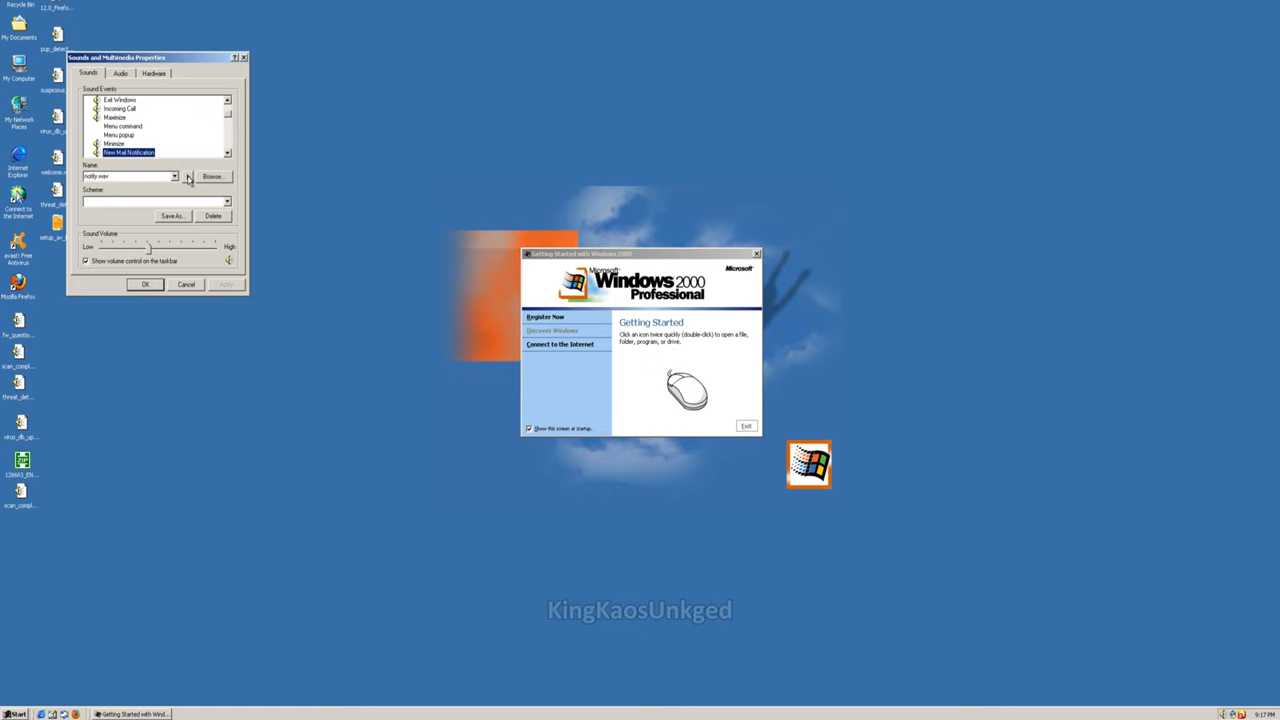 Recycle Bin
12.0_Firefo...
My Documents
pup_detect
My Computer
suspicious_
My Network
Places
virus_db_u
Internet
Explorer
welcome.w
Connect to
the Internet
threat_det
setup_av_
avast! Free
Antivirus
Mozilla Firefox
fw_questio...
scan_compl...
threat_det...
virus_db_up...
126663_EN...
scan_compl...
Sounds and Multimedia Properties
Sounds
Audio
Hardware
Sound Events
Exit Windows
Incoming Call
Maximize
Menu command
Menu popup
Minimize
New Mail Notification
Name:
notify.wav
Browse...
Scheme:
Save As...
Delete
Sound Volume
Low
High
Show volume control on the taskbar
OK
Cancel
Apply
Getting Started with Windows 2000
Microsoft
Windows 2000
Professional
Microsoft
Register Now
Discover Windows
Connect to the Internet
Getting Started
Click an icon twice quickly (double-click) to open a file,
folder, program, or drive.
Show this screen at startup.
Exit
KingKaosUnkged
Start
Getting Started with Wind...
9:17 PM